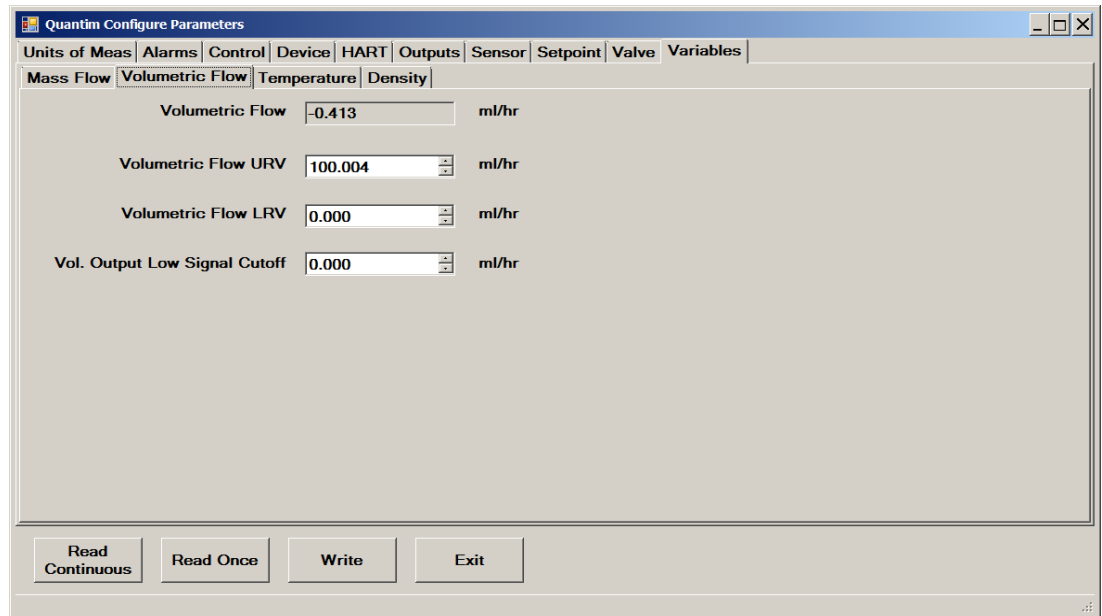 Quantim Configure Parameters
Units of Meas Alarms Control Device HART Outputs Sensor Setpoint Valve Variables
Mass Flow Volumetric Flow Temperature Density
Volumetric Flow -0.413 ml/hr
Volumetric Flow URV 100.004 ml/hr
Volumetric Flow LRV 0.000 ml/hr
Vol. Output Low Signal Cutoff 0.000 ml/hr
Read Continuous Read Once Write Exit